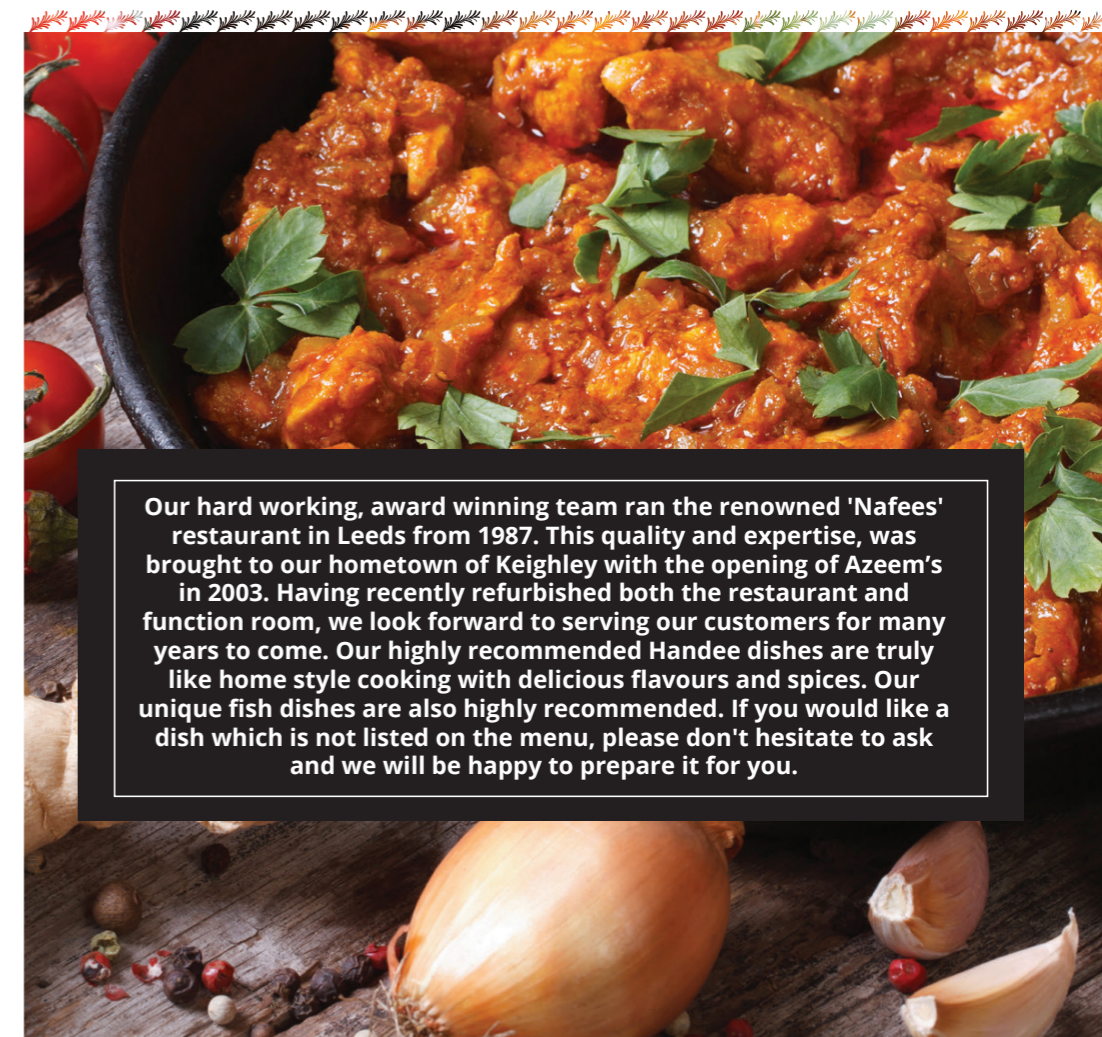 Our hard working, award winning team ran the renowned 'Nafees'
restaurant in Leeds from 1987. This quality and expertise, was
brought to our hometown of Keighley with the opening of Azeem’s
in 2003. Having recently refurbished both the restaurant and
function room, we look forward to serving our customers for many
years to come. Our highly recommended Handee dishes are truly
like home style cooking with delicious flavours and spices. Our
unique fish dishes are also highly recommended. If you would like a
dish which is not listed on the menu, please don't hesitate to ask
and we will be happy to prepare it for you.